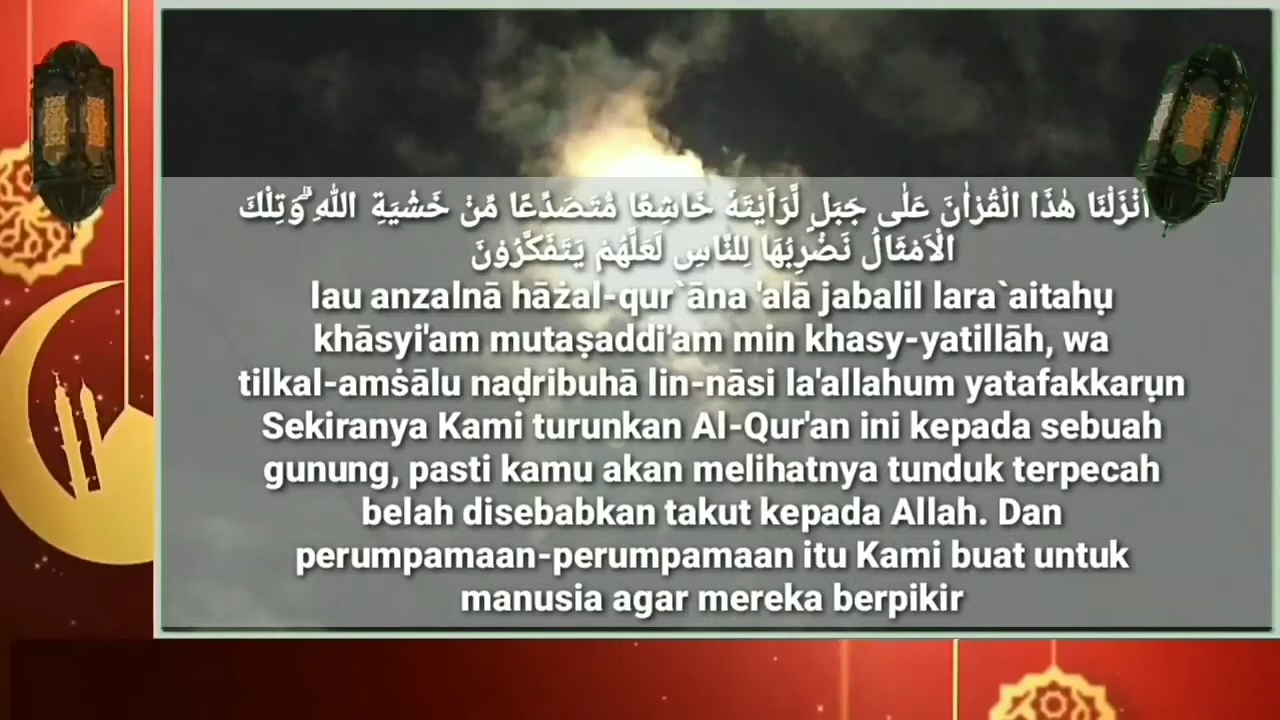 اَنْزَلْنَا هٰذَا الْقُرْاٰنَ عَلٰى جَبَلٍ لَّرَاَيْتَهٗ خَاشِعًا مُّتَصَدِّعًا مِّنْ خَشْيَةِ اللّٰهِ ۗوَتِلْكَ
الْاَمْثَالُ نَضْرِبُهَا لِلنَّاسِ لَعَلَّهُمْ يَتَفَكَّرُوْنَ
lau anzalnā hāżal-qur`āna 'alā jabalil lara`aitahụ
khāsyi'am mutaṣaddi'am min khasy-yatillāh, wa
tilkal-amṡālu naḍribuhā lin-nāsi la'allahum yatafakkarụn
Sekiranya Kami turunkan Al-Qur'an ini kepada sebuah
gunung, pasti kamu akan melihatnya tunduk terpecah
belah disebabkan takut kepada Allah. Dan
perumpamaan-perumpamaan itu Kami buat untuk
manusia agar mereka berpikir